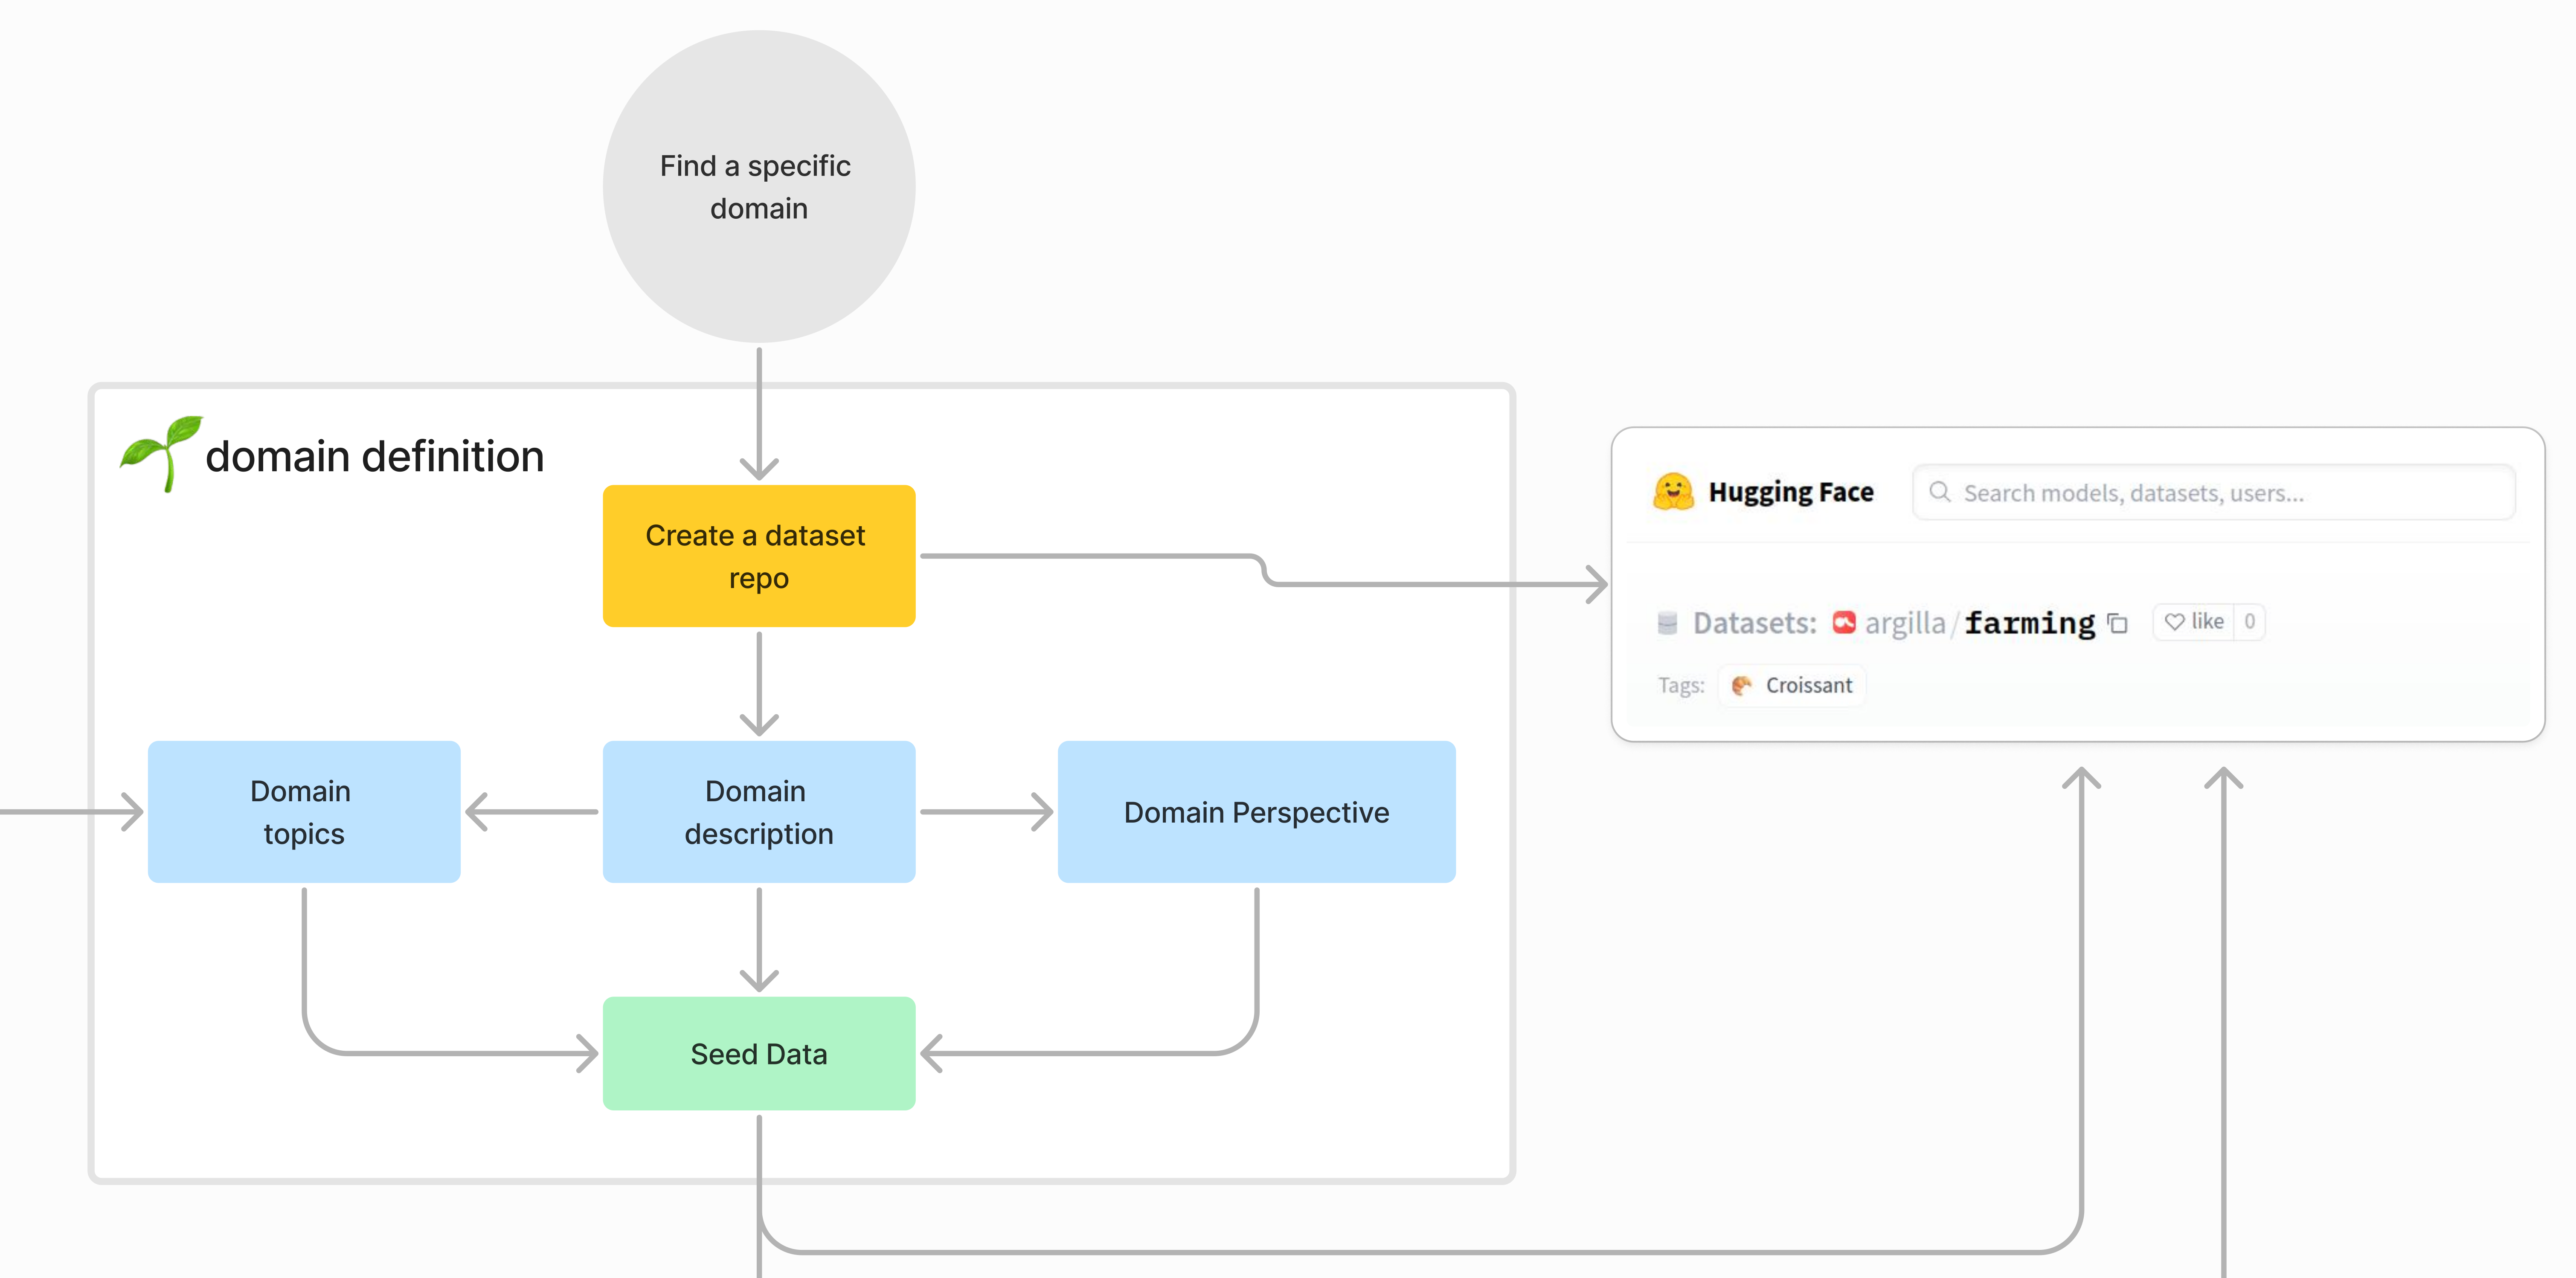 Find a specific
domain
domain definition
Create a dataset
repo
Hugging Face
Search models, datasets, users...
Datasets: argilla/farming
like 0
Tags: Croissant
Domain
topics
Domain
description
Domain Perspective
Seed Data